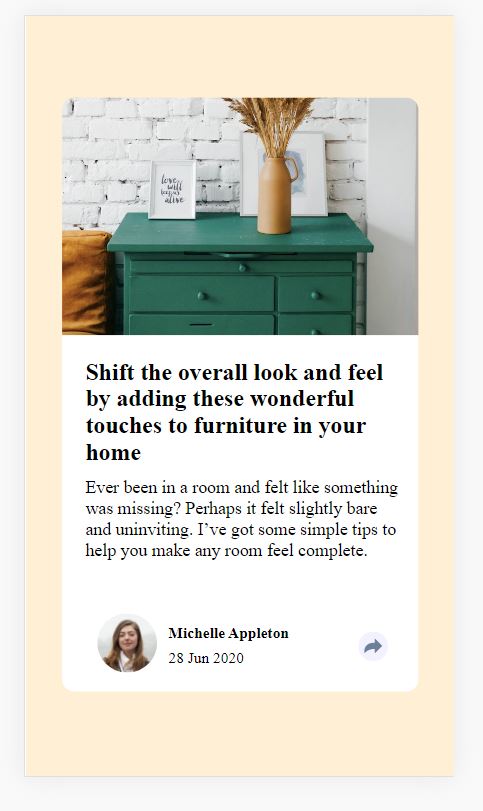 love
will
keep us
alive
Shift the overall look and feel
by adding these wonderful
touches to furniture in your
home
Ever been in a room and felt like something
was missing? Perhaps it felt slightly bare
and uninviting. I’ve got some simple tips to
help you make any room feel complete.
Michelle Appleton
28 Jun 2020